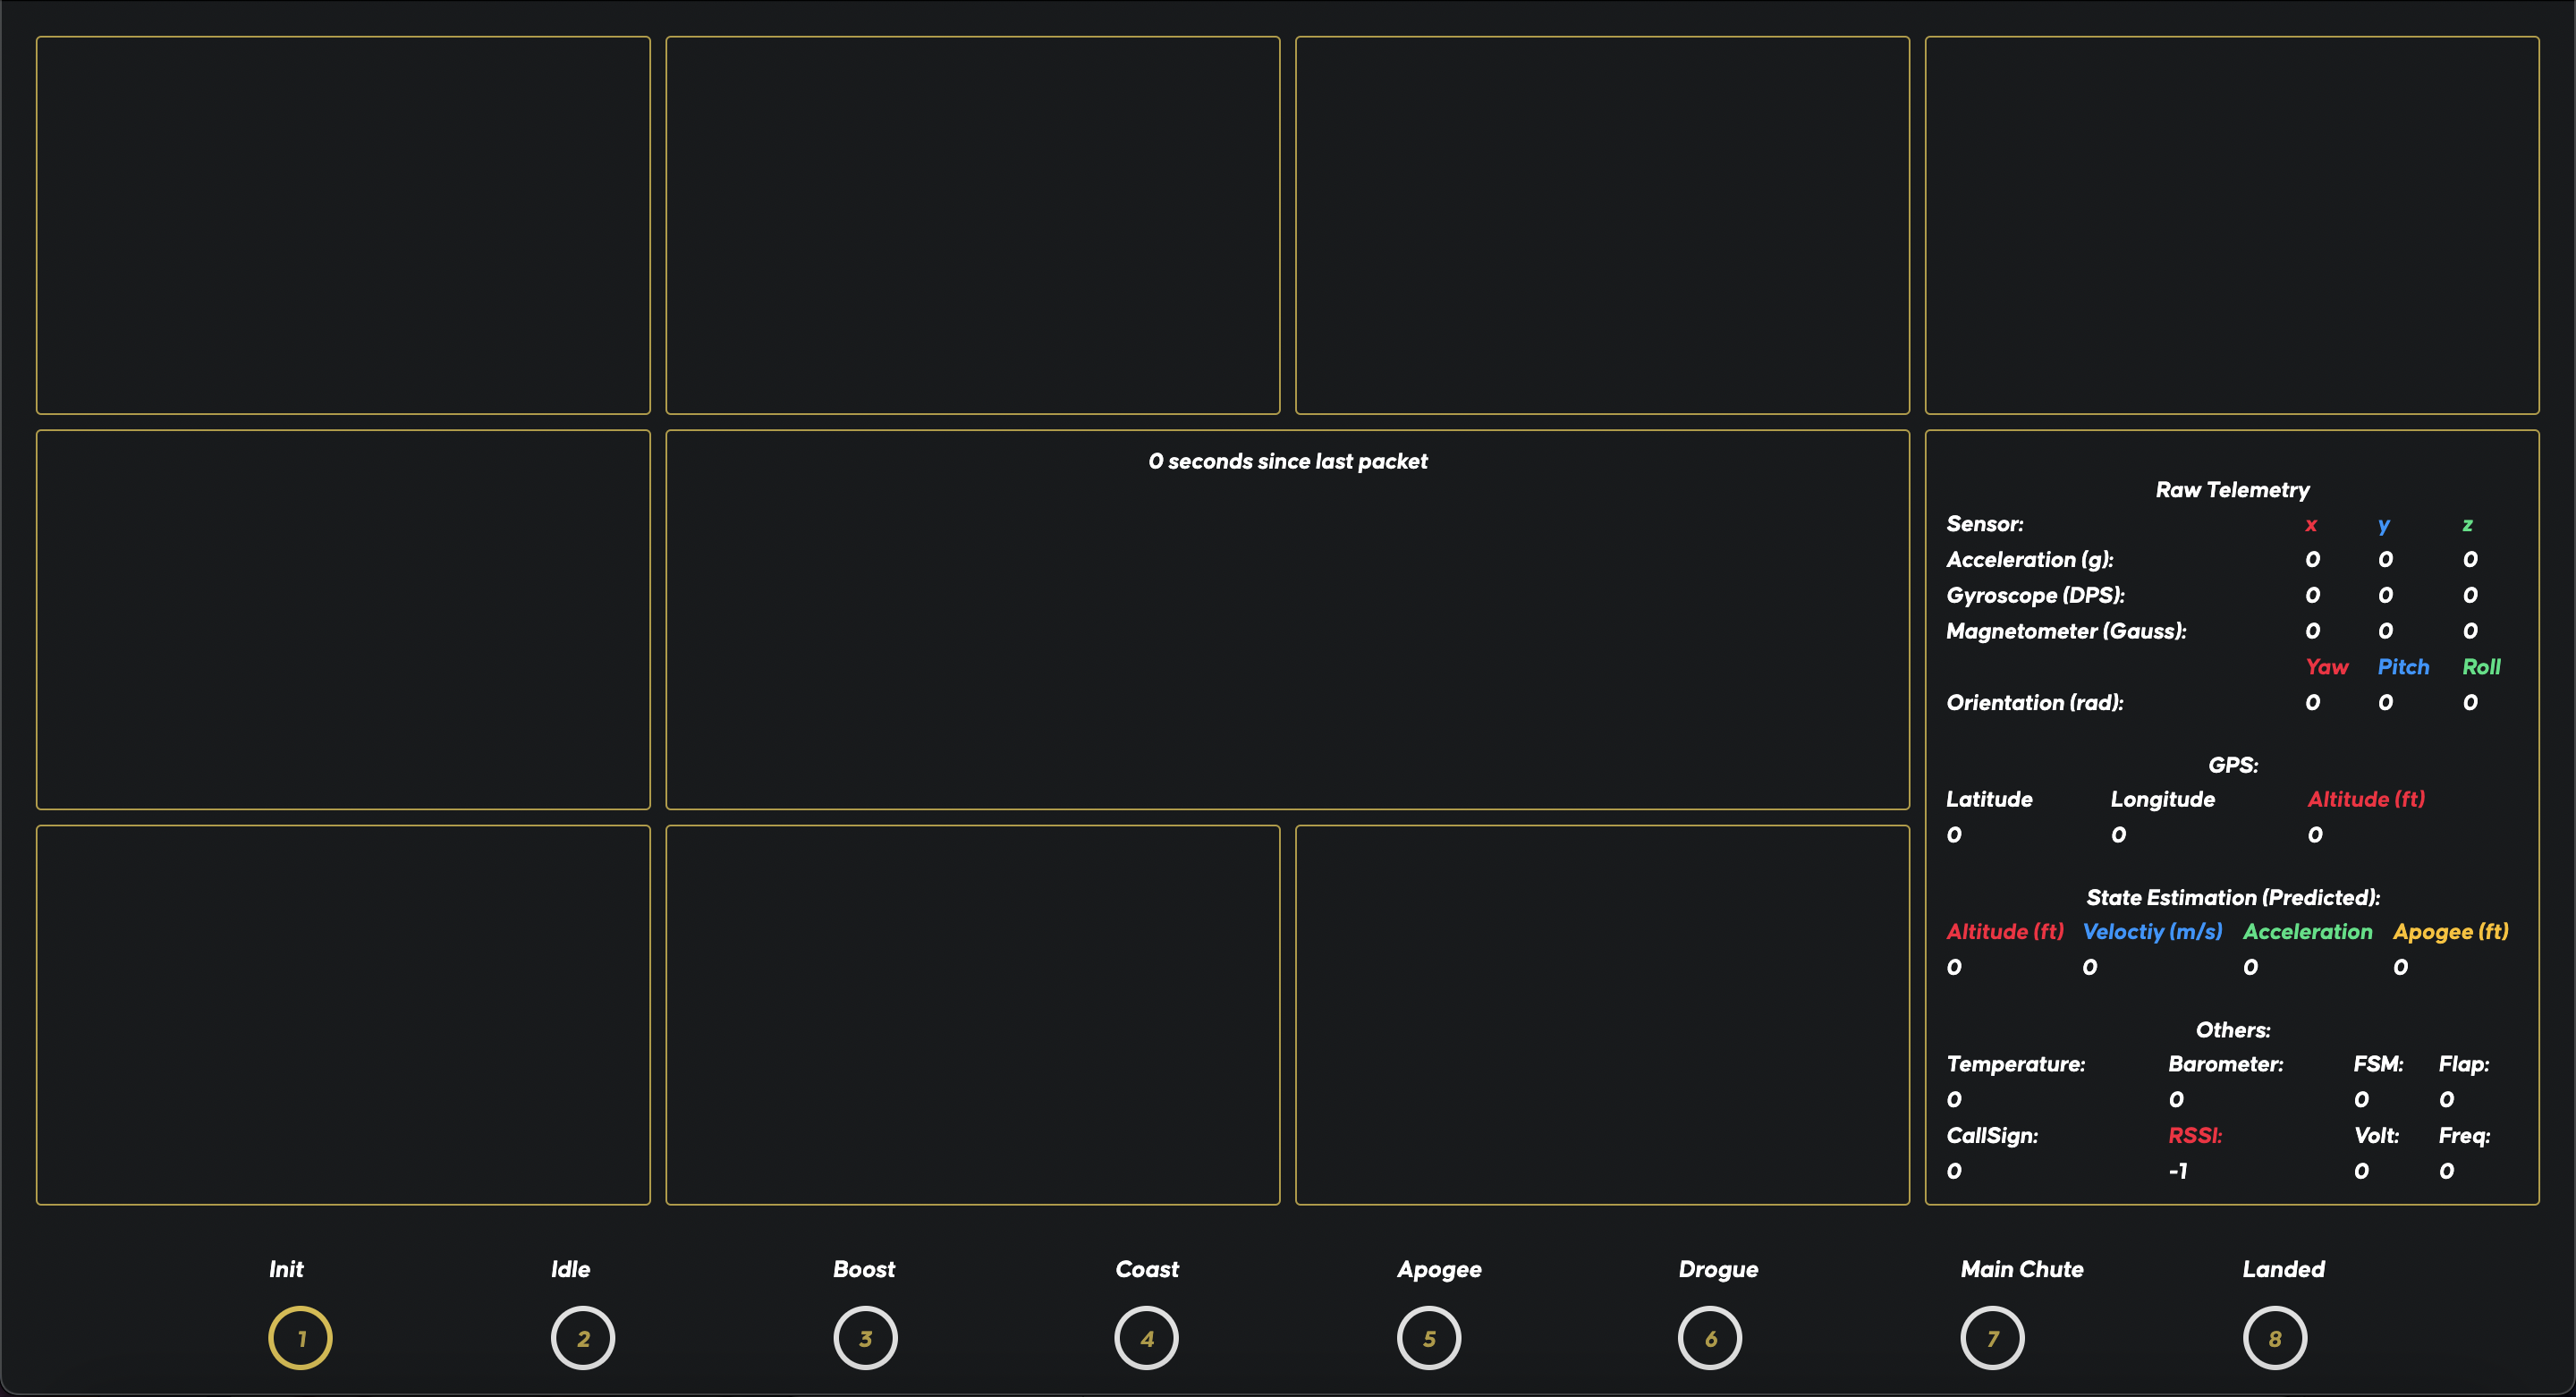 0 seconds since last packet
Raw Telemetry
Sensor: x y z
Acceleration (g): 0 0 0
Gyroscope (DPS): 0 0 0
Magnetometer (Gauss): 0 0 0
Yaw Pitch Roll
Orientation (rad): 0 0 0
GPS:
Latitude Longitude Altitude (ft)
0 0 0
State Estimation (Predicted):
Altitude (ft) Veloctiy (m/s) Acceleration Apogee (ft)
0 0 0 0
Others:
Temperature: Barometer: FSM: Flap:
0 0 0 0
CallSign: RSSI: Volt: Freq:
0 -1 0 0
Init Idle Boost Coast Apogee Drogue Main Chute Landed
1 2 3 4 5 6 7 8